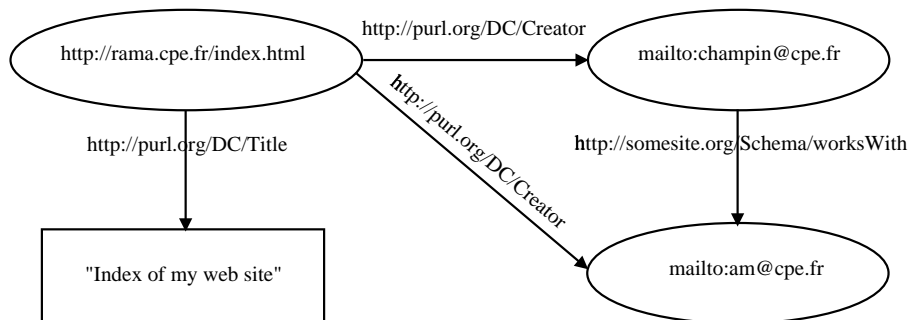 http://purl.org/DC/Creator
http://rama.cpe.fr/index.html
mailto:champin@cpe.fr
http://purl.org/DC/Creator
http://purl.org/DC/Title
http://somesite.org/Schema/worksWith
"Index of my web site"
mailto:am@cpe.fr